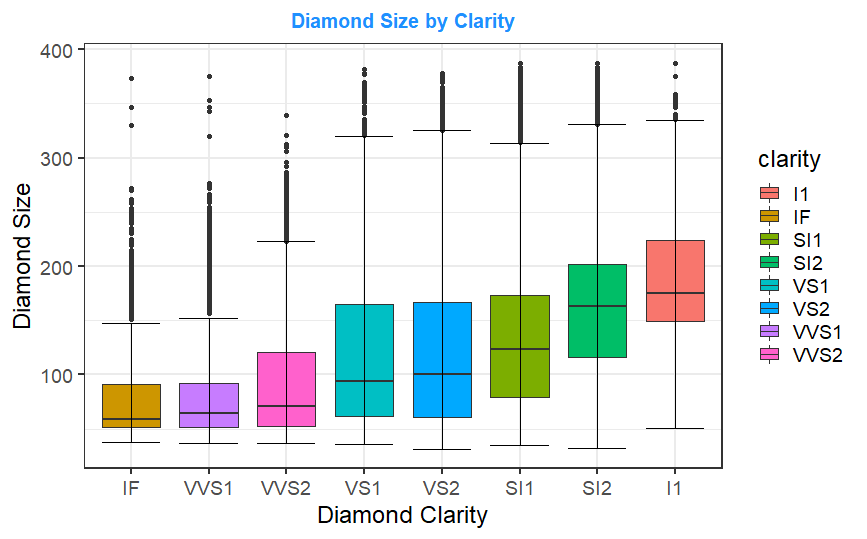 Diamond Size by Clarity
400
300
200
100
Diamond Size
IF VVS1 VVS2 VS1 VS2 SI1 SI2 I1
Diamond Clarity
clarity
I1
IF
SI1
SI2
VS1
VS2
VVS1
VVS2